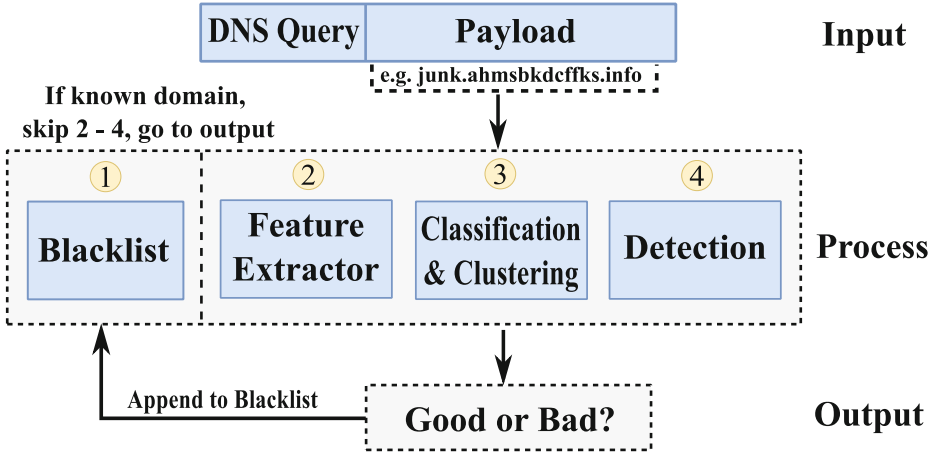 DNS Query Payload Input
e.g. junk.ahmsbkdcffks.info
If known domain,
skip 2 - 4, go to output
1 2 3 4
Blacklist
Feature
Extractor
Classification
& Clustering
Detection
Process
Append to Blacklist
Good or Bad?
Output